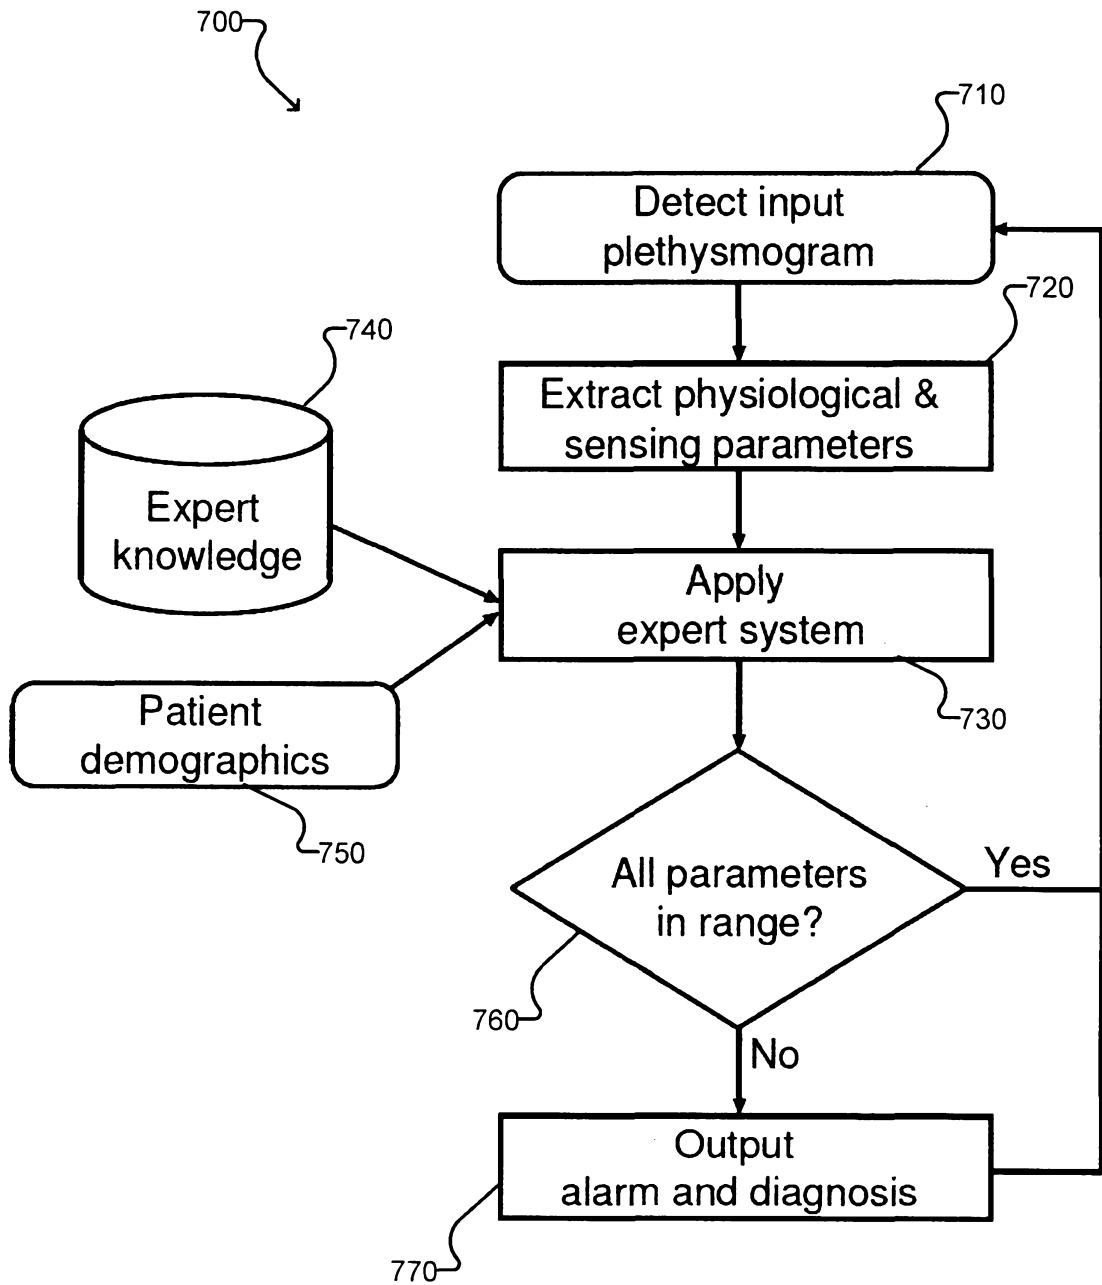 700
710
Detect input
plethysmogram
720
Extract physiological &
sensing parameters
740
Expert
knowledge
Apply
expert system
730
Patient
demographics
750
All parameters
in range?
Yes
760
No
Output
alarm and diagnosis
770